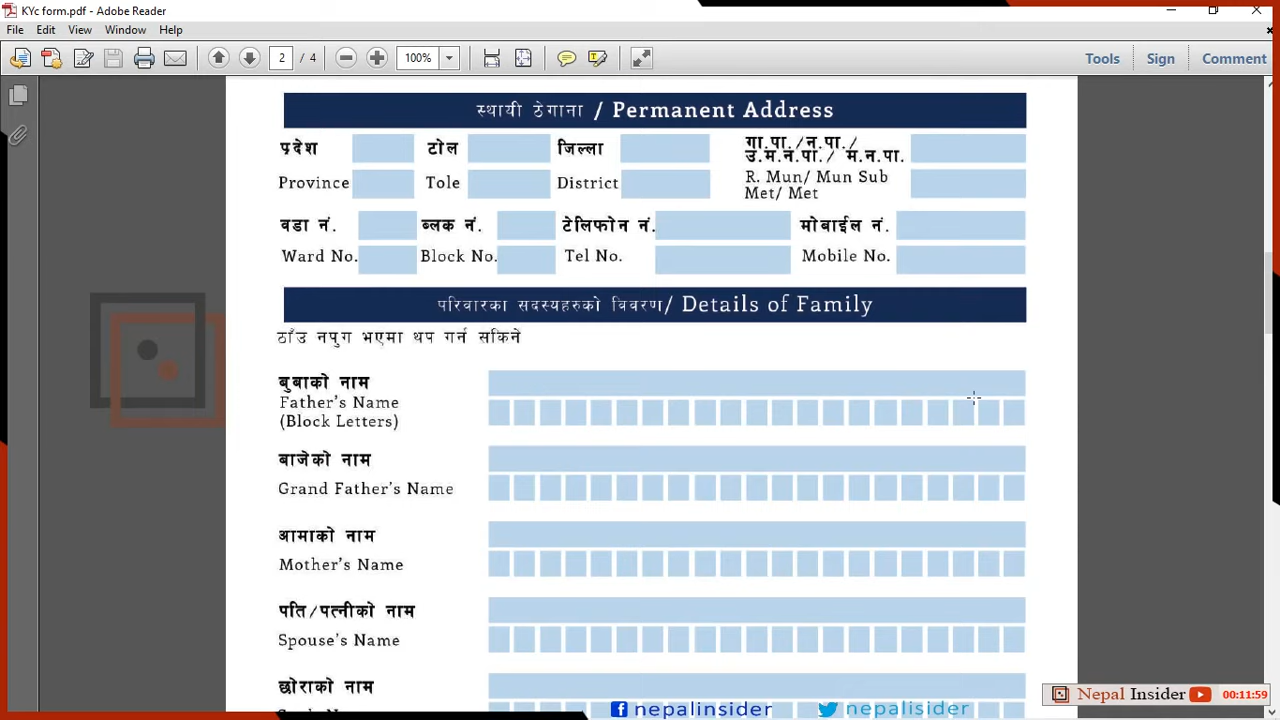 KYc form.pdf - Adobe Reader
File Edit View Window Help
2 / 4 100% Tools Sign Comment
स्थायी ठेगाना / Permanent Address
प्रदेश टोल जिल्ला गा.पा./न.पा./
उ.म.न.पा./ म.न.पा.
Province Tole District R. Mun/ Mun Sub
Met/ Met
वडा नं. ब्लक नं. टेलिफोन नं. मोबाईल नं.
Ward No. Block No. Tel No. Mobile No.
परिवारका सदस्यहरुको विवरण/ Details of Family
ठाँउ नपुग भएमा थप गर्न सकिने
बुबाको नाम
Father's Name
(Block Letters)
बाजेको नाम
Grand Father's Name
आमाको नाम
Mother's Name
पति/पत्नीको नाम
Spouse's Name
छोराको नाम
Nepal Insider 00:11:59
nepalinsider nepalisider